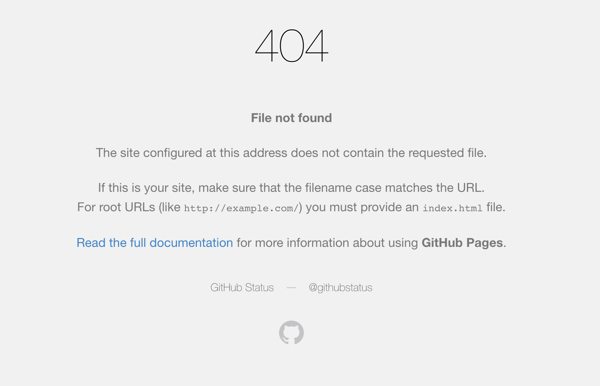 404
File not found
The site configured at this address does not contain the requested file.
If this is your site, make sure that the filename case matches the URL.
For root URLs (like http://example.com/) you must provide an index.html file.
Read the full documentation for more information about using GitHub Pages.
GitHub Status — @githubstatus